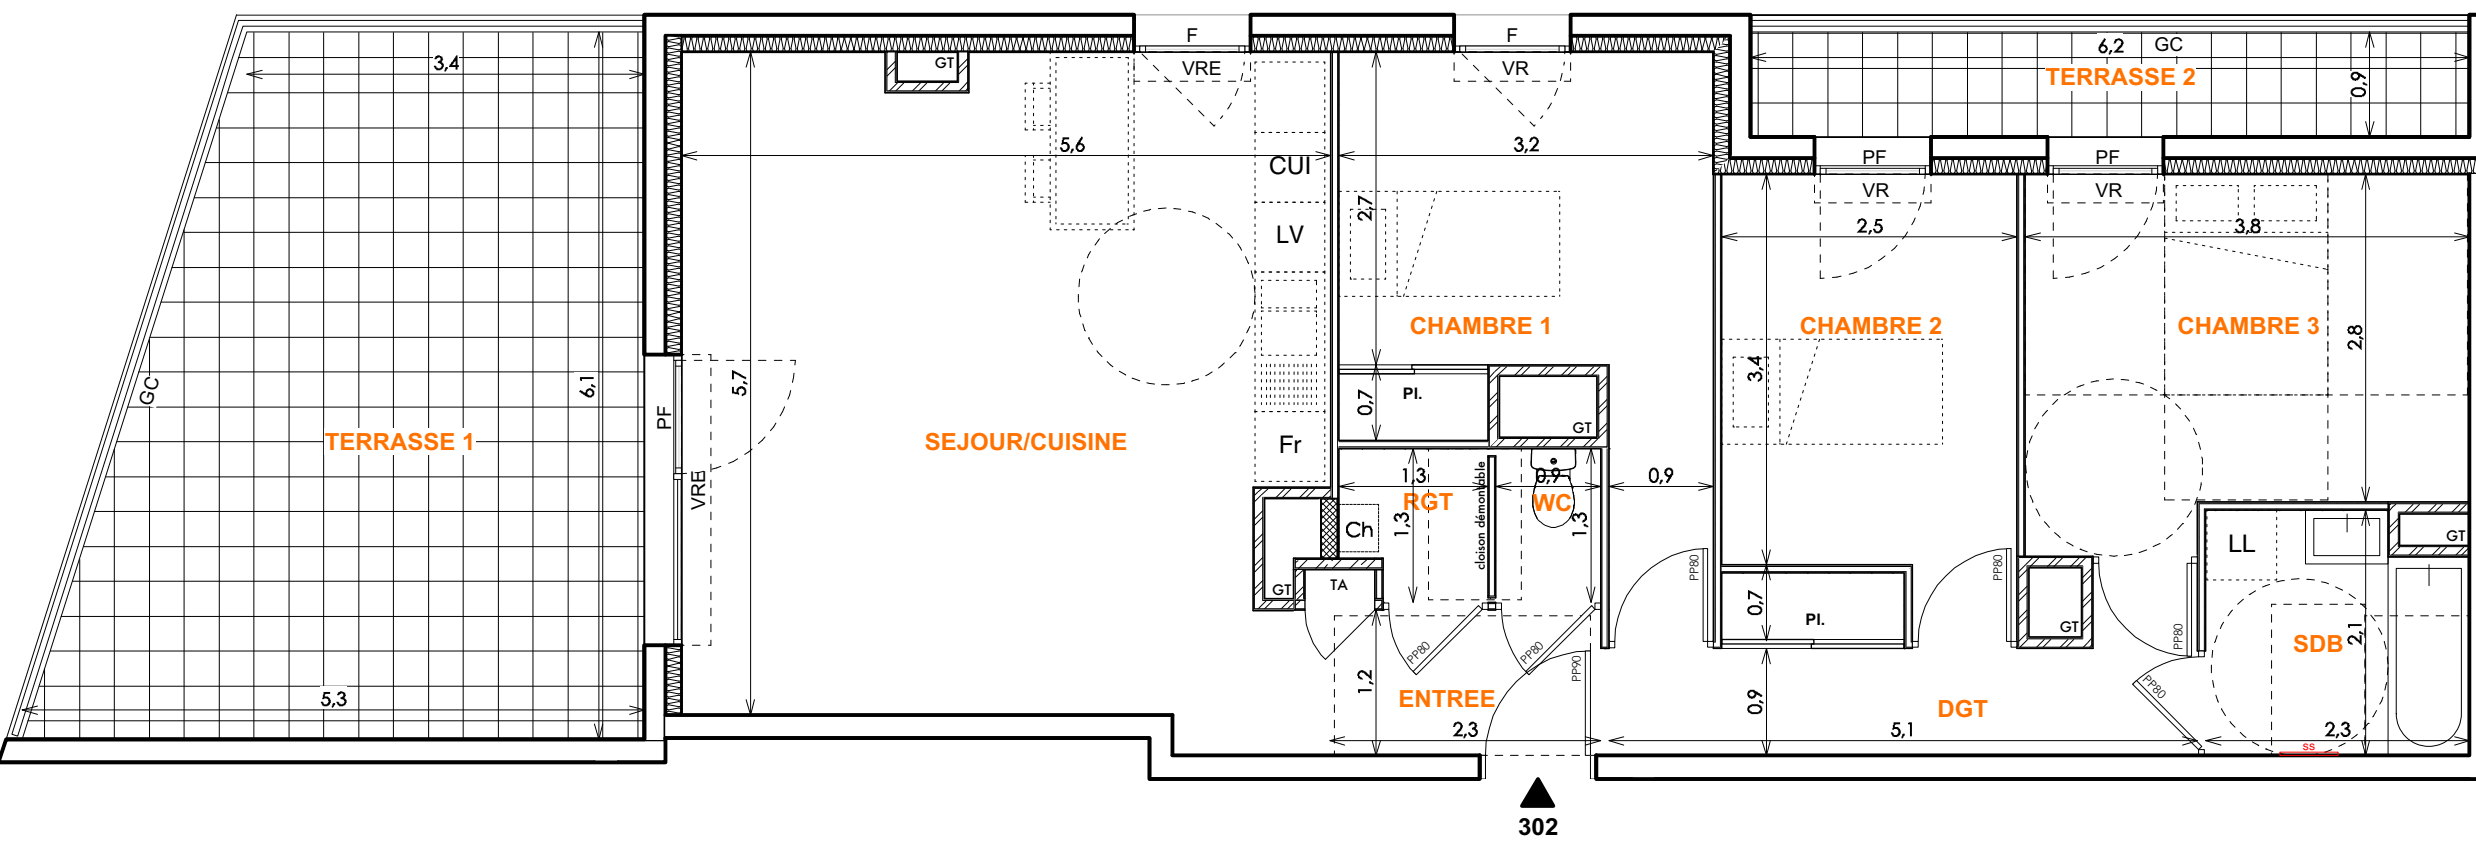 F
F
GT
VRE
VR
6,2
GC
TERRASSE 2
0,9
3,4
5,6
3,2
CUI
PF
PF
VR
VR
2,7
LV
2,5
3,8
CHAMBRE 1
CHAMBRE 2
CHAMBRE 3
2,8
3,4
GC
6,1
5,7
PF
0,7
Pl.
GT
TERRASSE 1
SEJOUR/CUISINE
Fr
VRE
1,3
0,9
0,9
RGT
WC
cloison démontable
1,3
1,3
Ch
LL
GT
PP80
PP80
GT
TA
0,7
Pl.
GT
PP80
SDB
2,1
PP80
PP80
PP90
PP80
1,2
ENTREE
0,9
DGT
5,3
2,3
5,1
2,3
SS
302